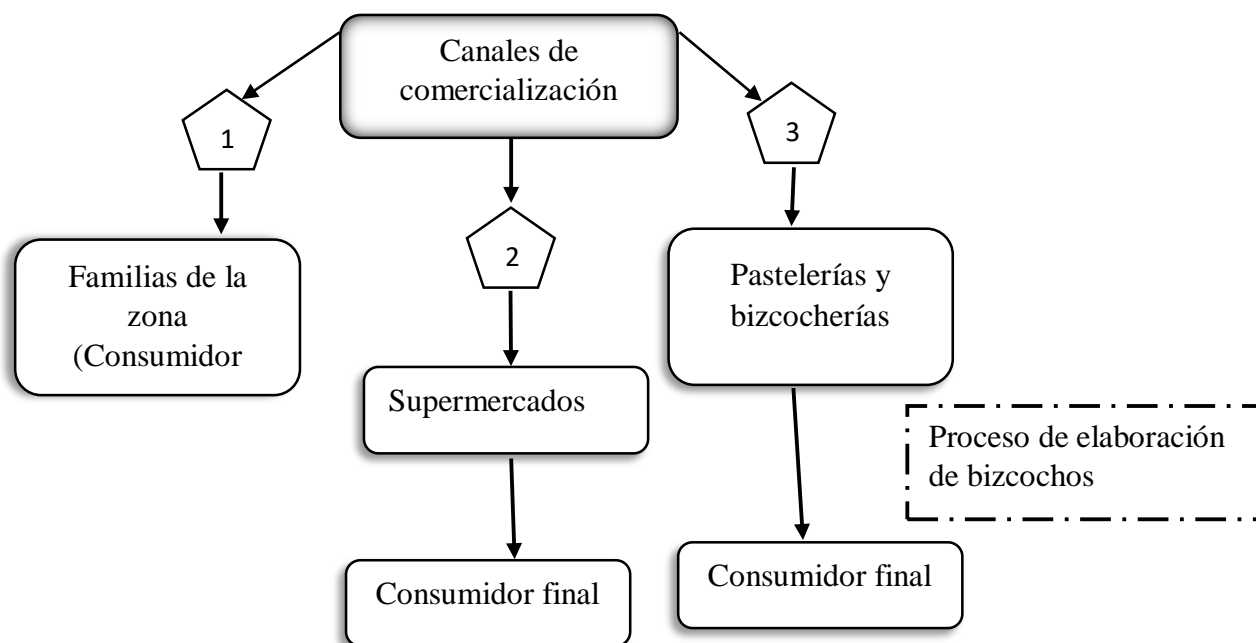 Canales de
comercialización
1
3
2
Familias de la
zona
(Consumidor
Pastelerías y
bizcocherías
Supermercados
Proceso de elaboración
de bizcochos
Consumidor final
Consumidor final